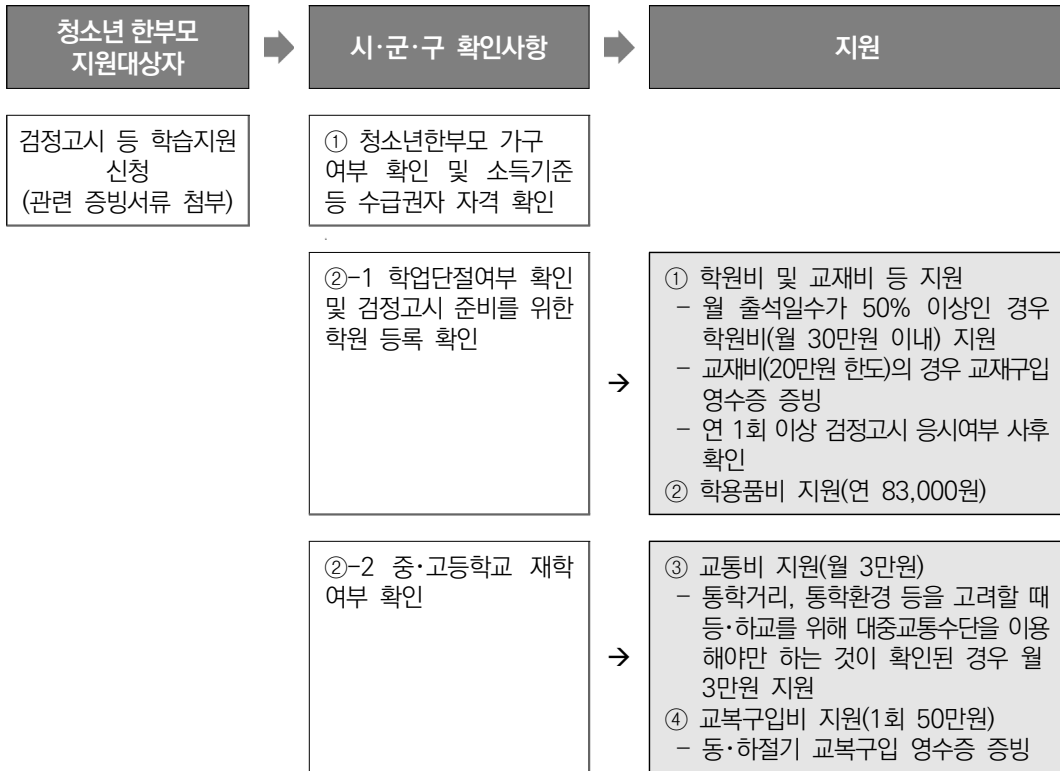 청소년 한부모
지원대상자
시·군·구 확인사항
지원
검정고시 등 학습지원
신청
(관련 증빙서류 첨부)
① 청소년한부모 가구
여부 확인 및 소득기준
등 수급권자 자격 확인
②-1 학업단절여부 확인
및 검정고시 준비를 위한
학원 등록 확인
→
① 학원비 및 교재비 등 지원
- 월 출석일수가 50% 이상인 경우
학원비(월 30만원 이내) 지원
- 교재비(20만원 한도)의 경우 교재구입
영수증 증빙
- 연 1회 이상 검정고시 응시여부 사후
확인
② 학용품비 지원(연 83,000원)
②-2 중·고등학교 재학
여부 확인
→
③ 교통비 지원(월 3만원)
- 통학거리, 통학환경 등을 고려할 때
등·하교를 위해 대중교통수단을 이용
해야만 하는 것이 확인된 경우 월
3만원 지원
④ 교복구입비 지원(1회 50만원)
- 동·하절기 교복구입 영수증 증빙